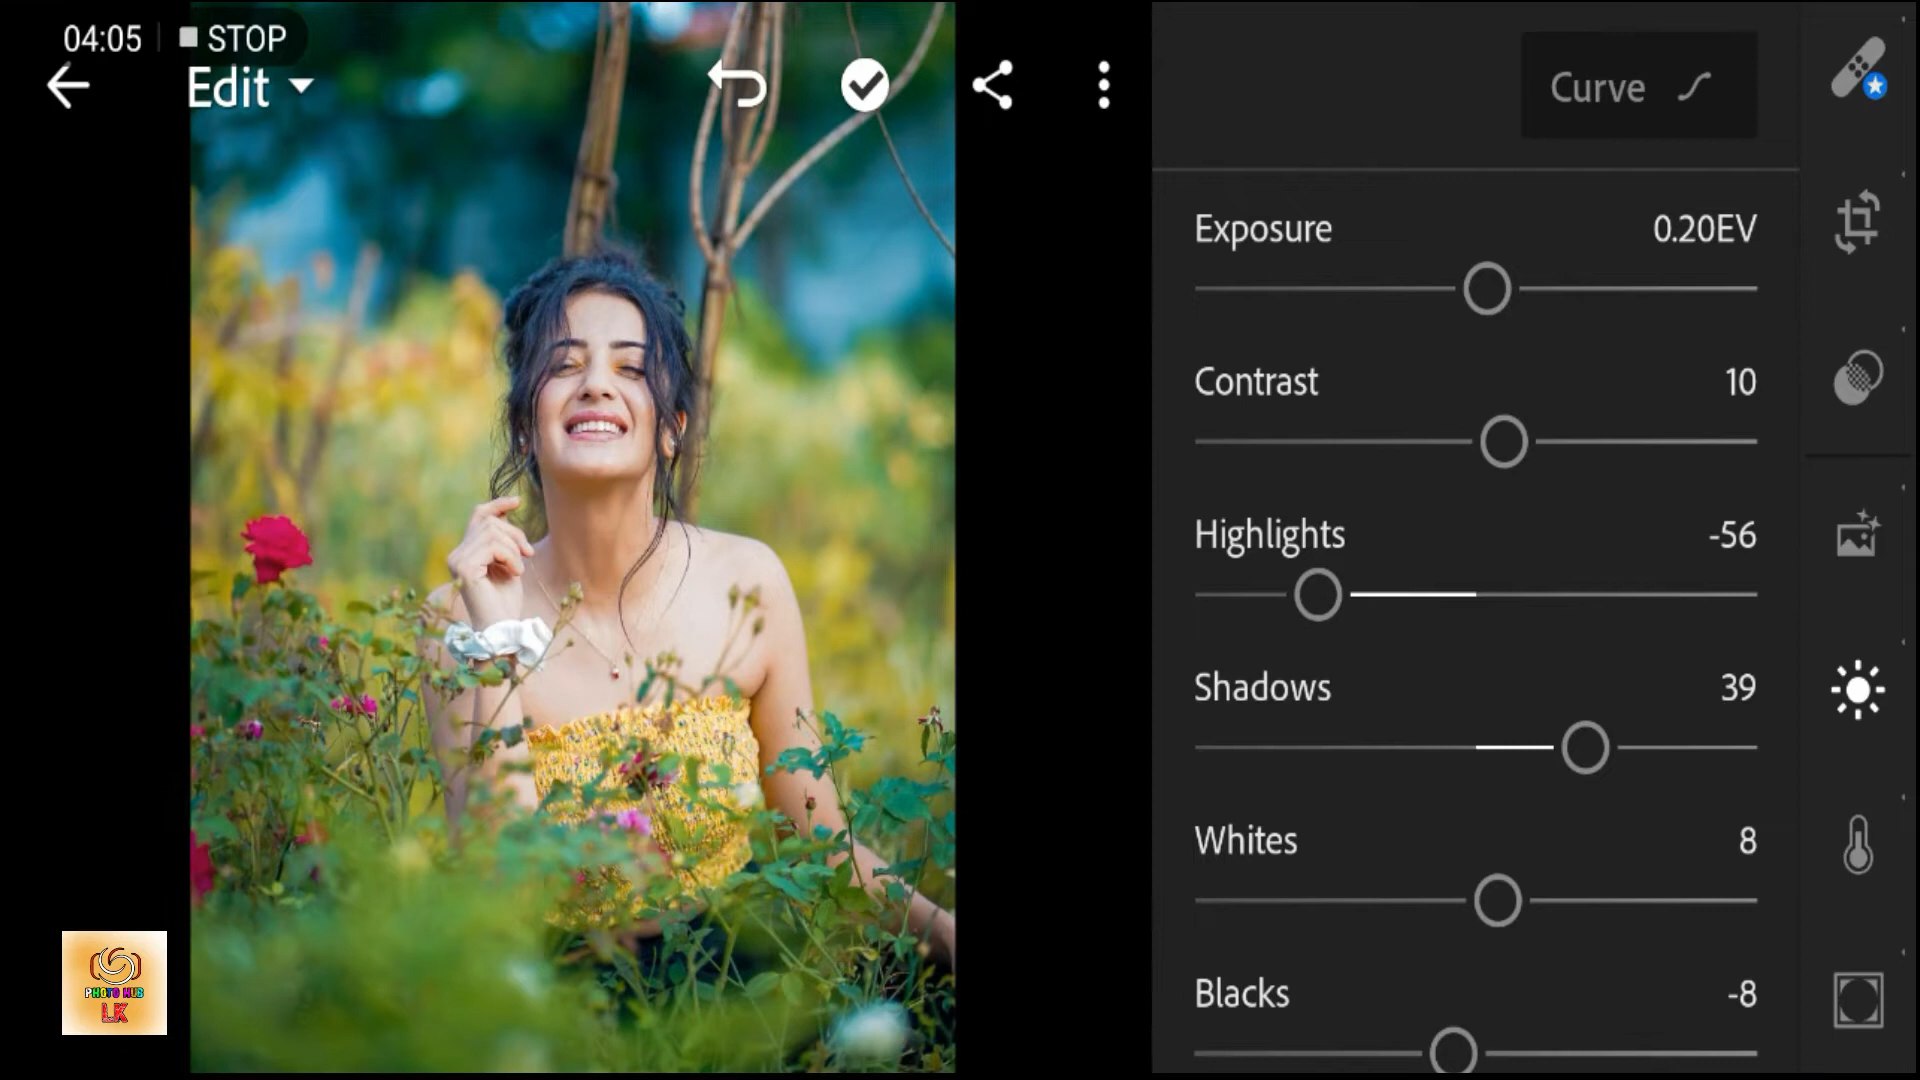 04:05 STOP
Edit
Curve
Exposure 0.20EV
Contrast 10
Highlights -56
Shadows 39
Whites 8
Blacks -8
PHOTO HUB
LK